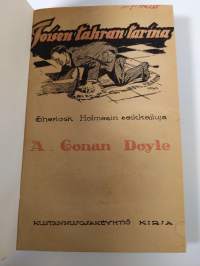 Toisen tahran tarina
Sherlock Holmesin seikkailuja
A. Conan Doyle
KUSTANNUSOSAKEYHTIÖ KIRJA